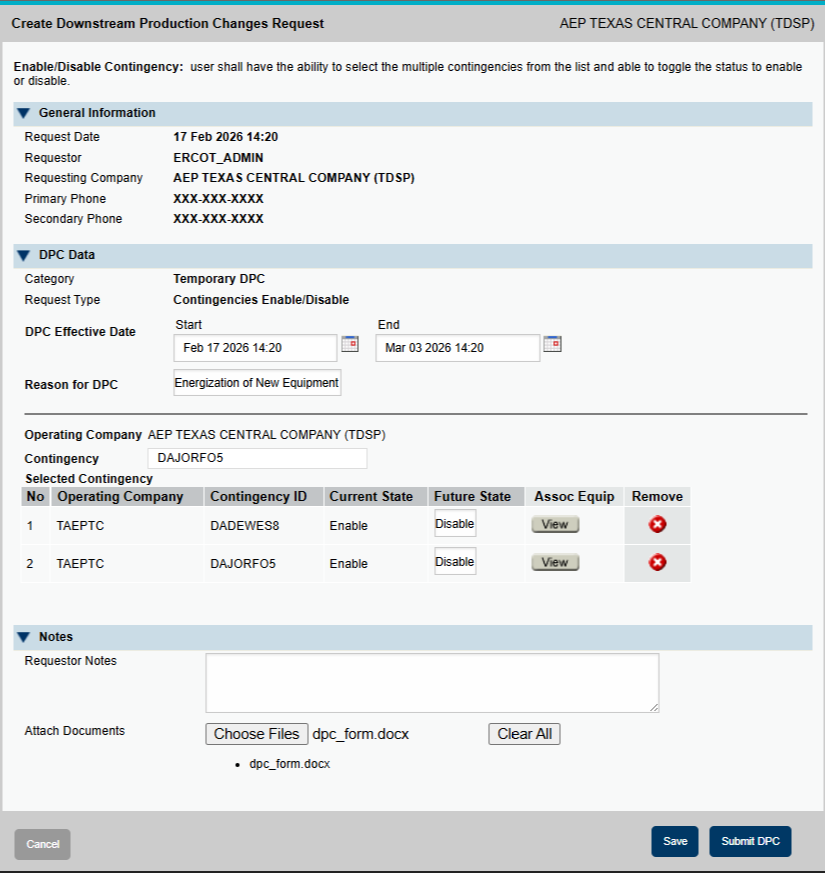 Create Downstream Production Changes Request AEP TEXAS CENTRAL COMPANY (TDSP)
Enable/Disable Contingency: user shall have the ability to select the multiple contingencies from the list and able to toggle the status to enable
or disable.
General Information
Request Date 17 Feb 2026 14:20
Requestor ERCOT_ADMIN
Requesting Company AEP TEXAS CENTRAL COMPANY (TDSP)
Primary Phone XXX-XXX-XXXX
Secondary Phone XXX-XXX-XXXX
DPC Data
Category Temporary DPC
Request Type Contingencies Enable/Disable
Start End
DPC Effective Date Feb 17 2026 14:20 Mar 03 2026 14:20
Reason for DPC Energization of New Equipment
Operating Company AEP TEXAS CENTRAL COMPANY (TDSP)
Contingency DAJORFO5
Selected Contingency
No Operating Company Contingency ID Current State Future State Assoc Equip Remove
1 TAEPTC DADEWES8 Enable Disable View
2 TAEPTC DAJORFO5 Enable Disable View
Notes
Requestor Notes
Attach Documents Choose Files dpc_form.docx Clear All
• dpc_form.docx
Cancel Save Submit DPC